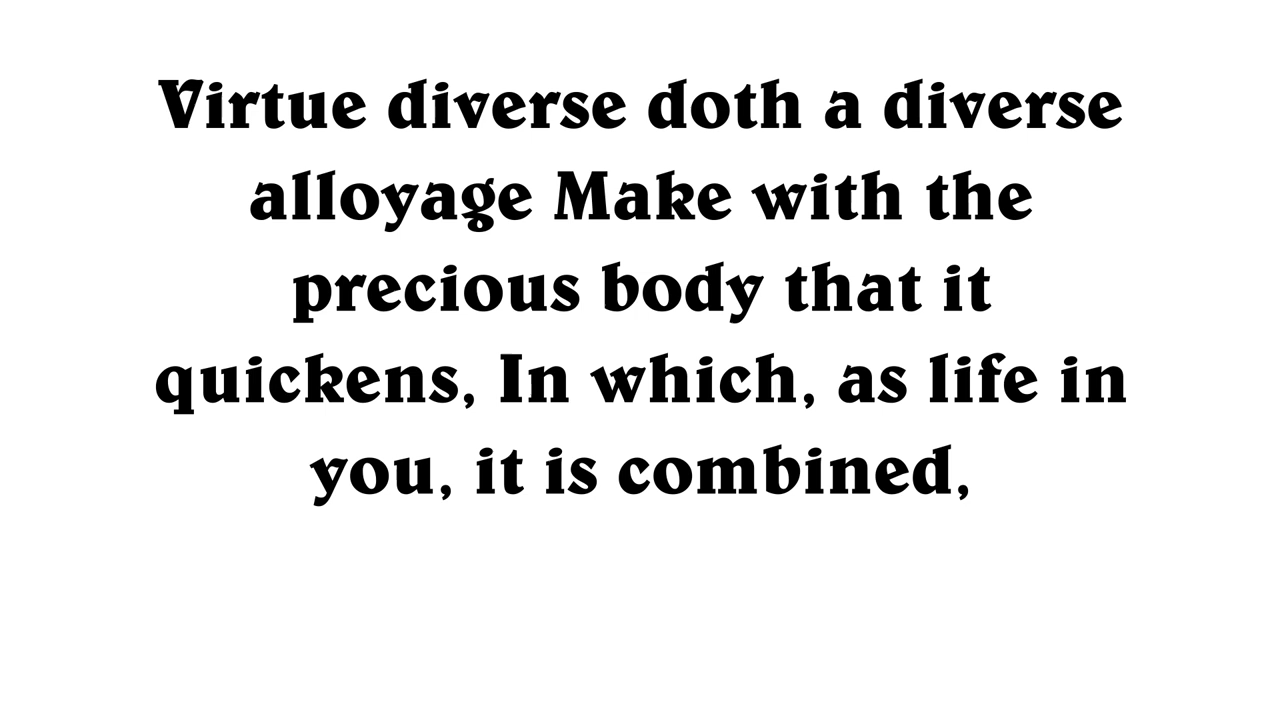 Virtue diverse doth a diverse
alloyage Make with the
precious body that it
quickens, In which, as life in
you, it is combined,